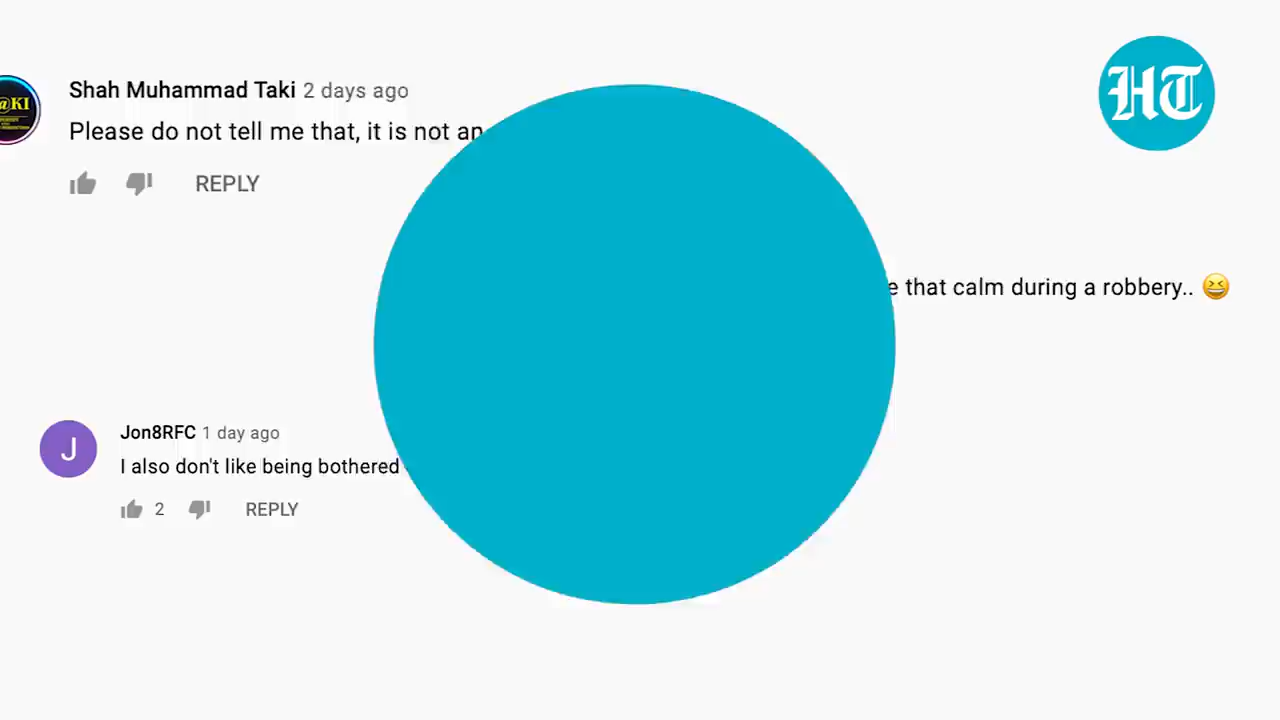 HT
@KI
Shah Muhammad Taki 2 days ago
Please do not tell me that, it is not an
REPLY
that calm during a robbery..
J
Jon8RFC 1 day ago
I also don't like being bothered
2
REPLY